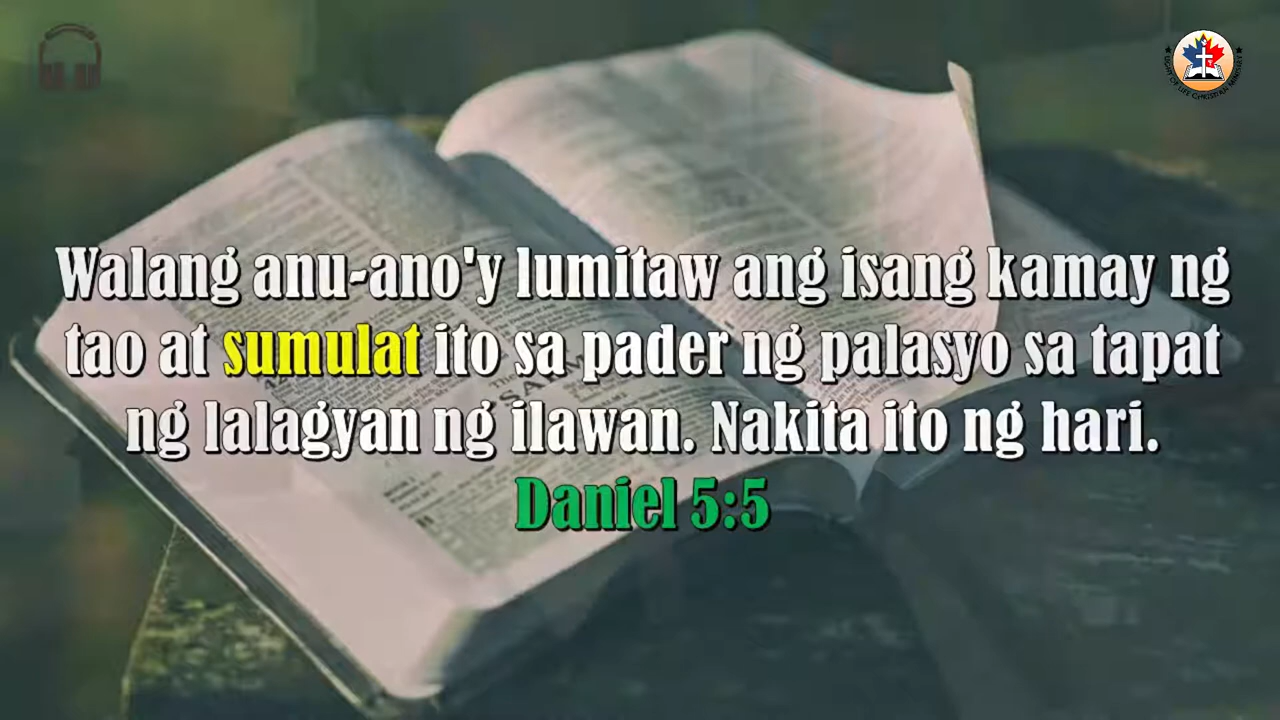 Walang anu-ano'y lumitaw ang isang kamay ng
tao at sumulat ito sa pader ng palasyo sa tapat
ng lalagyan ng ilawan. Nakita ito ng hari.
Daniel 5:5